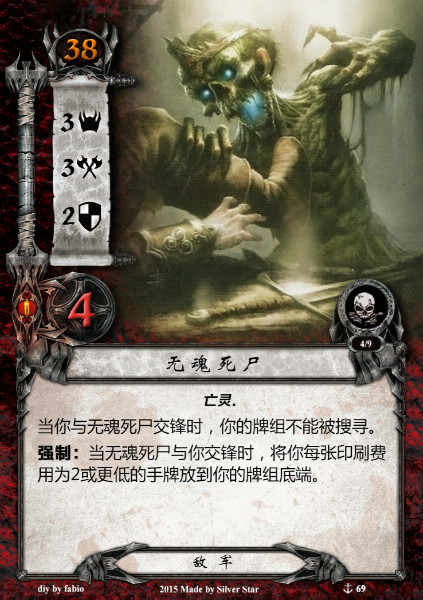 38
3
3
2
4
4/9
无魂死尸
亡灵.
当你与无魂死尸交锋时，你的牌组不能被搜寻。
强制：当无魂死尸与你交锋时，将你每张印刷费
用为2或更低的手牌放到你的牌组底端。
敌军
diy by fabio 2015 Made by Silver Star 69